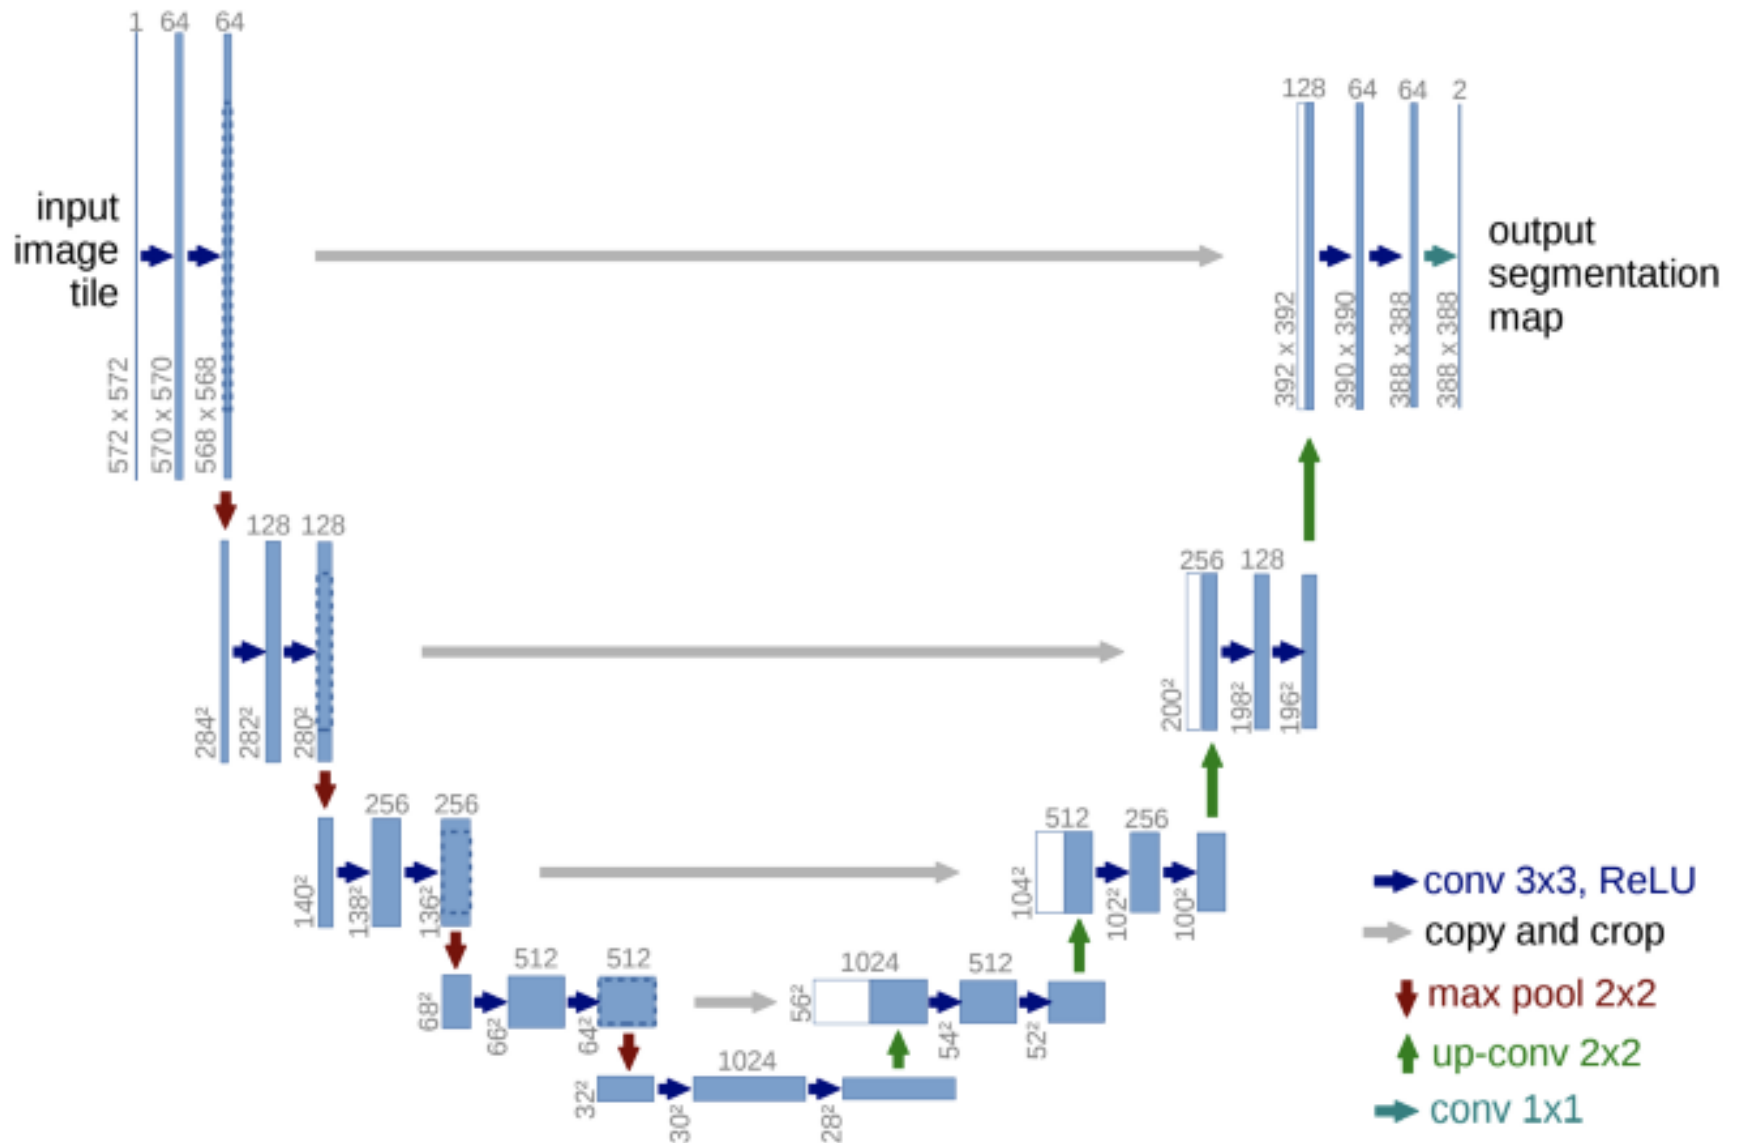 1 64 64
128 64 64 2
input
image
tile
output
segmentation
map
572 x 572
570 x 570
568 x 568
392 x 392
390 x 390
388 x 388
388 x 388
128 128
256 128
284²
282²
280²
200²
198²
196²
256 256
512 256
140²
138²
136²
104²
102²
100²
512 512
1024 512
68²
66²
64²
56²
54²
52²
1024
32²
30²
28²
conv 3x3, ReLU
copy and crop
max pool 2x2
up-conv 2x2
conv 1x1